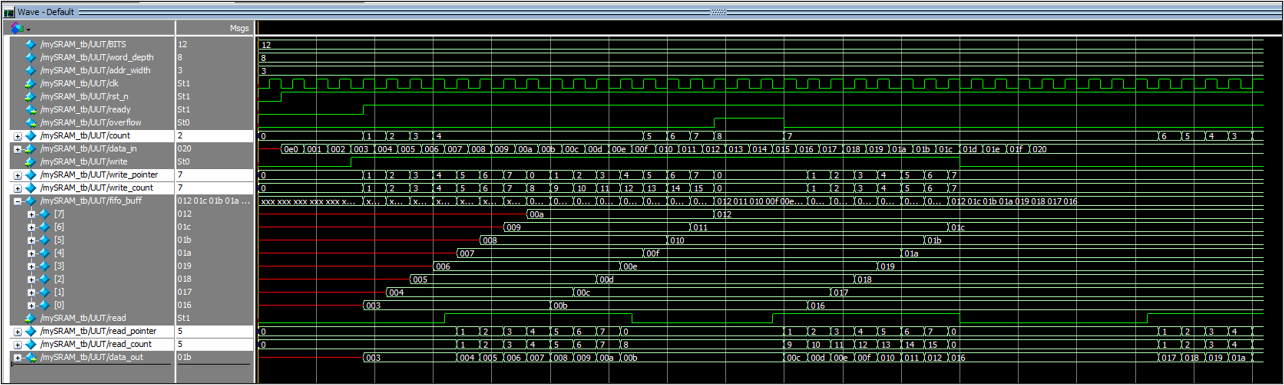 Wave - Default
Msgs
/mySRAM_tb/UUT/BITS 12 12
/mySRAM_tb/UUT/word_depth 8 8
/mySRAM_tb/UUT/addr_width 3 3
/mySRAM_tb/UUT/clk St1
/mySRAM_tb/UUT/rst_n St1
/mySRAM_tb/UUT/ready St1
/mySRAM_tb/UUT/overflow St0
/mySRAM_tb/UUT/count 2 0 1 2 3 4 5 6 7 8 7 6 5 4 3
/mySRAM_tb/UUT/data_in 020 0e0 001 002 003 004 005 006 007 008 009 00a 00b 00c 00d 00e 00f 010 011 012 013 014 015 016 017 018 019 01a 01b 01c 01d 01e 01f 020
/mySRAM_tb/UUT/write St0
/mySRAM_tb/UUT/write_pointer 7 0 1 2 3 4 5 6 7 0 1 2 3 4 5 6 7 0 1 2 3 4 5 6 7
/mySRAM_tb/UUT/write_count 7 0 1 2 3 4 5 6 7 8 9 10 11 12 13 14 15 0 1 2 3 4 5 6 7
/mySRAM_tb/UUT/fifo_buff 012 01c 01b 01a ... xxx xxx xxx xxx xxx x... x... x... x... x... x... x... x... 0... 0... 0... 0... 0... 0... 0... 012 011 010 00f 00e... 0... 0... 0... 0... 0... 0... 012 01c 01b 01a 019 018 017 016
[7] 012 00a 012
[6] 01c 009 011 01c
[5] 01b 008 010 01b
[4] 01a 007 00f 01a
[3] 019 006 00e 019
[2] 018 005 00d 018
[1] 017 004 00c 017
[0] 016 003 00b 016
/mySRAM_tb/UUT/read St1
/mySRAM_tb/UUT/read_pointer 5 0 1 2 3 4 5 6 7 0 1 2 3 4 5 6 7 0 1 2 3 4
/mySRAM_tb/UUT/read_count 5 0 1 2 3 4 5 6 7 8 9 10 11 12 13 14 15 0 1 2 3 4
/mySRAM_tb/UUT/data_out 01b 003 004 005 006 007 008 009 00a 00b 00c 00d 00e 00f 010 011 012 016 017 018 019 01a